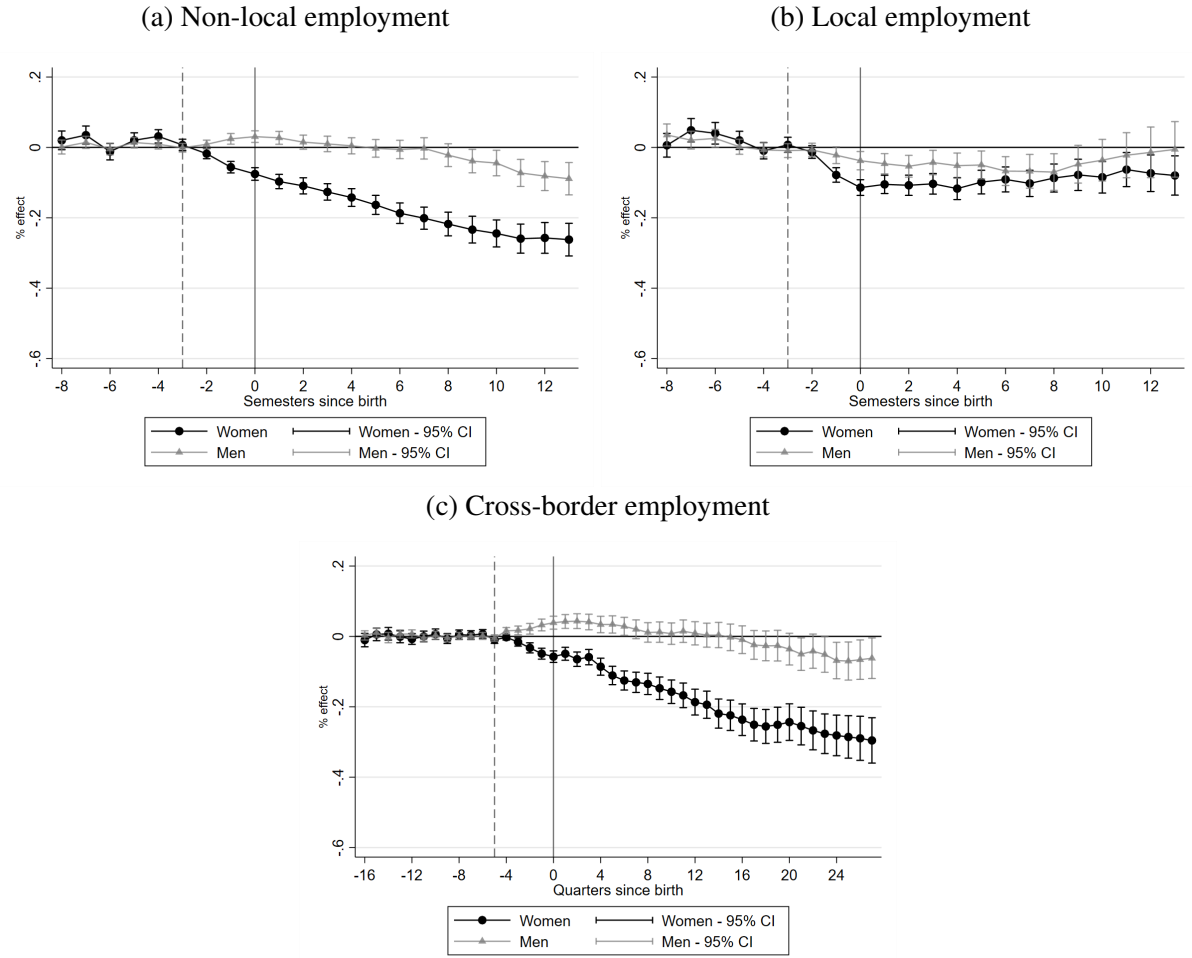 (a) Non-local employment
.2
0
-.2
-.4
-.6
% effect
-8 -6 -4 -2 0 2 4 6 8 10 12
Semesters since birth
Women Women - 95% CI
Men Men - 95% CI
(b) Local employment
.2
0
-.2
-.4
-.6
% effect
-8 -6 -4 -2 0 2 4 6 8 10 12
Semesters since birth
Women Women - 95% CI
Men Men - 95% CI
(c) Cross-border employment
.2
0
-.2
-.4
-.6
% effect
-16 -12 -8 -4 0 4 8 12 16 20 24
Quarters since birth
Women Women - 95% CI
Men Men - 95% CI